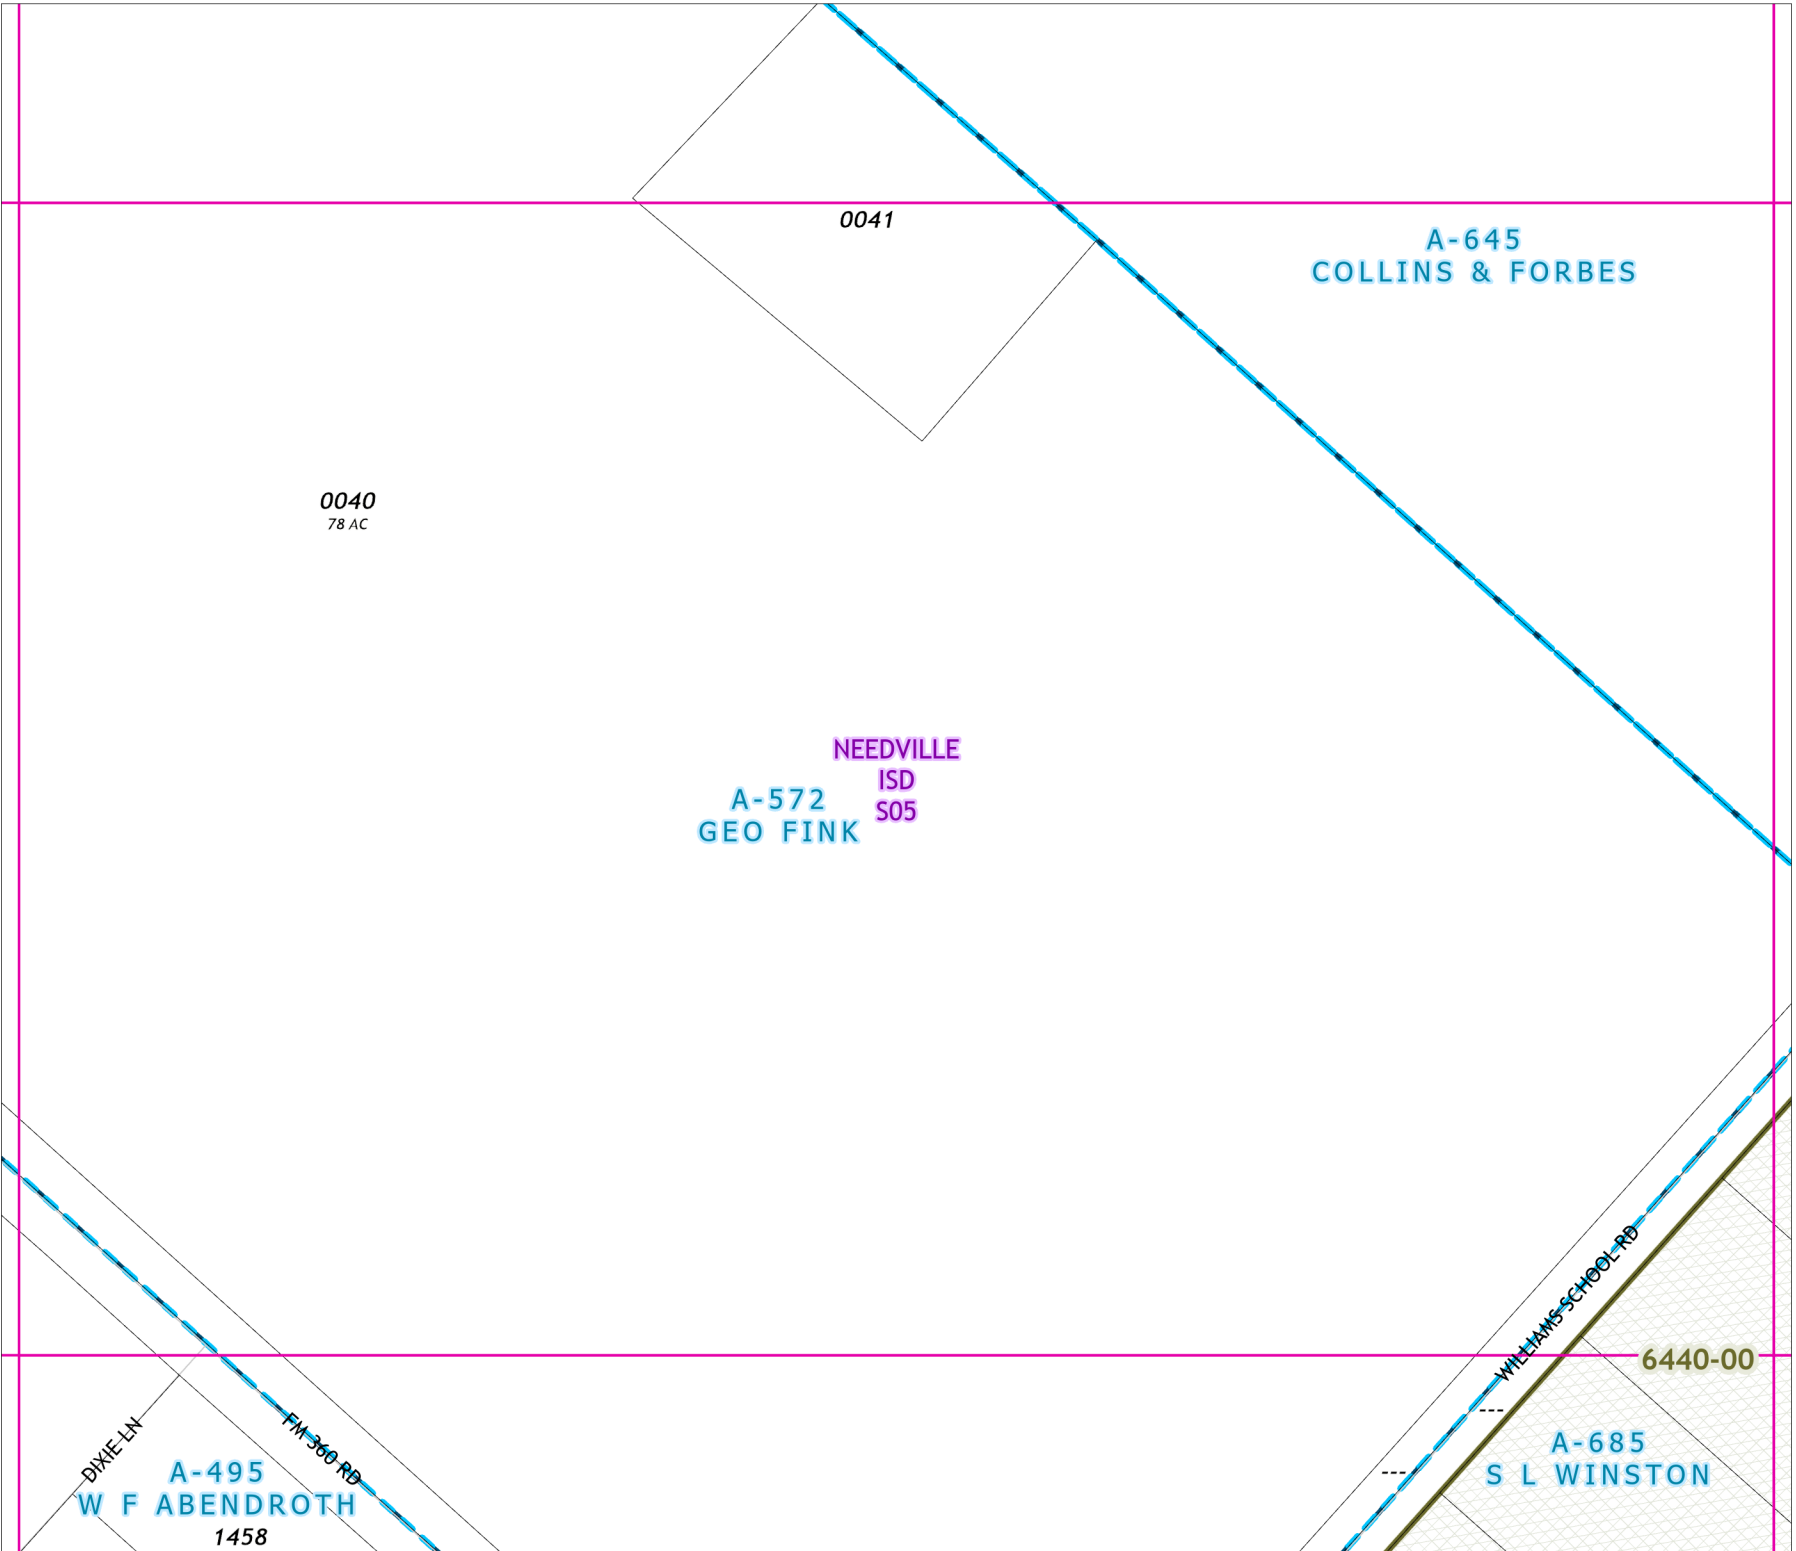 0041
A-645
COLLINS & FORBES
0040
78 AC
NEEDVILLE
ISD
S05
A-572
GEO FINK
WILLIAMS SCHOOL RD
6440-00
DIXIE LN
FM 360 RD
A-495
W F ABENDROTH
1458
A-685
S L WINSTON